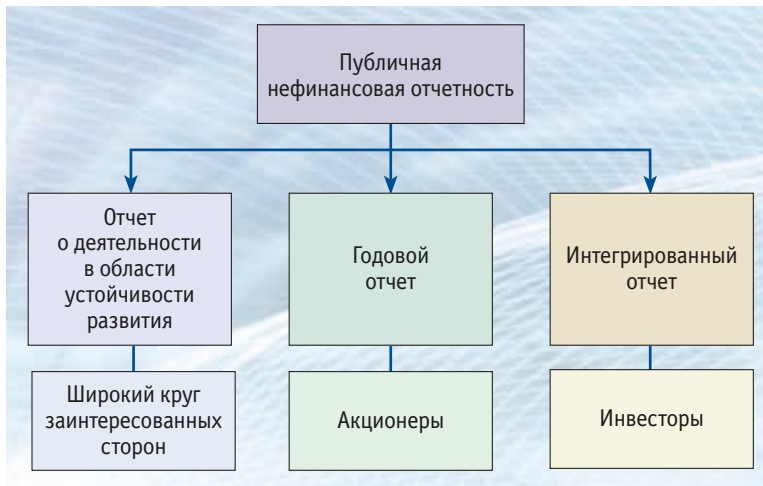 Публичная
нефинансовая отчетность
Отчет
о деятельности
в области
устойчивости
развития
Годовой
отчет
Интегрированный
отчет
Широкий круг
заинтересованных
сторон
Акционеры
Инвесторы